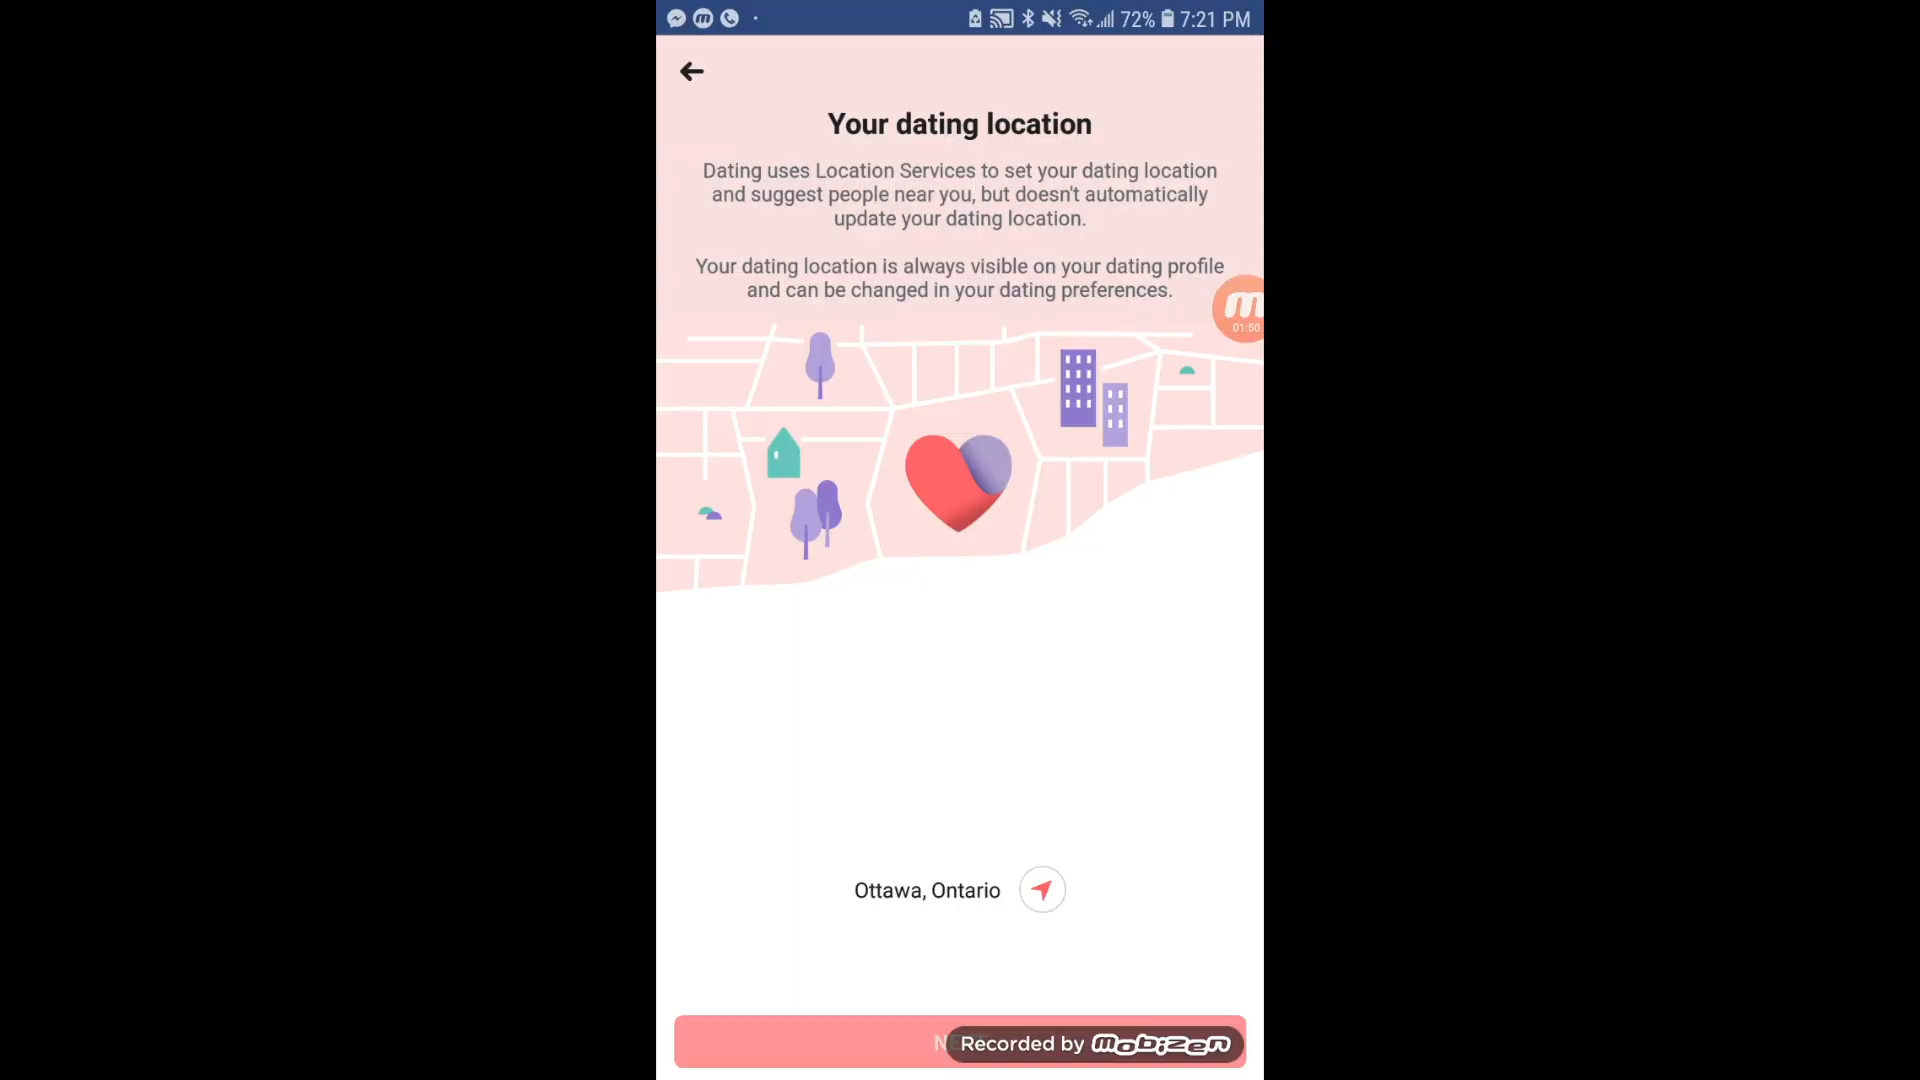 72% 7:21 PM
Your dating location
Dating uses Location Services to set your dating location
and suggest people near you, but doesn't automatically
update your dating location.
Your dating location is always visible on your dating profile
and can be changed in your dating preferences.
01:50
Ottawa, Ontario
Recorded by mobizen